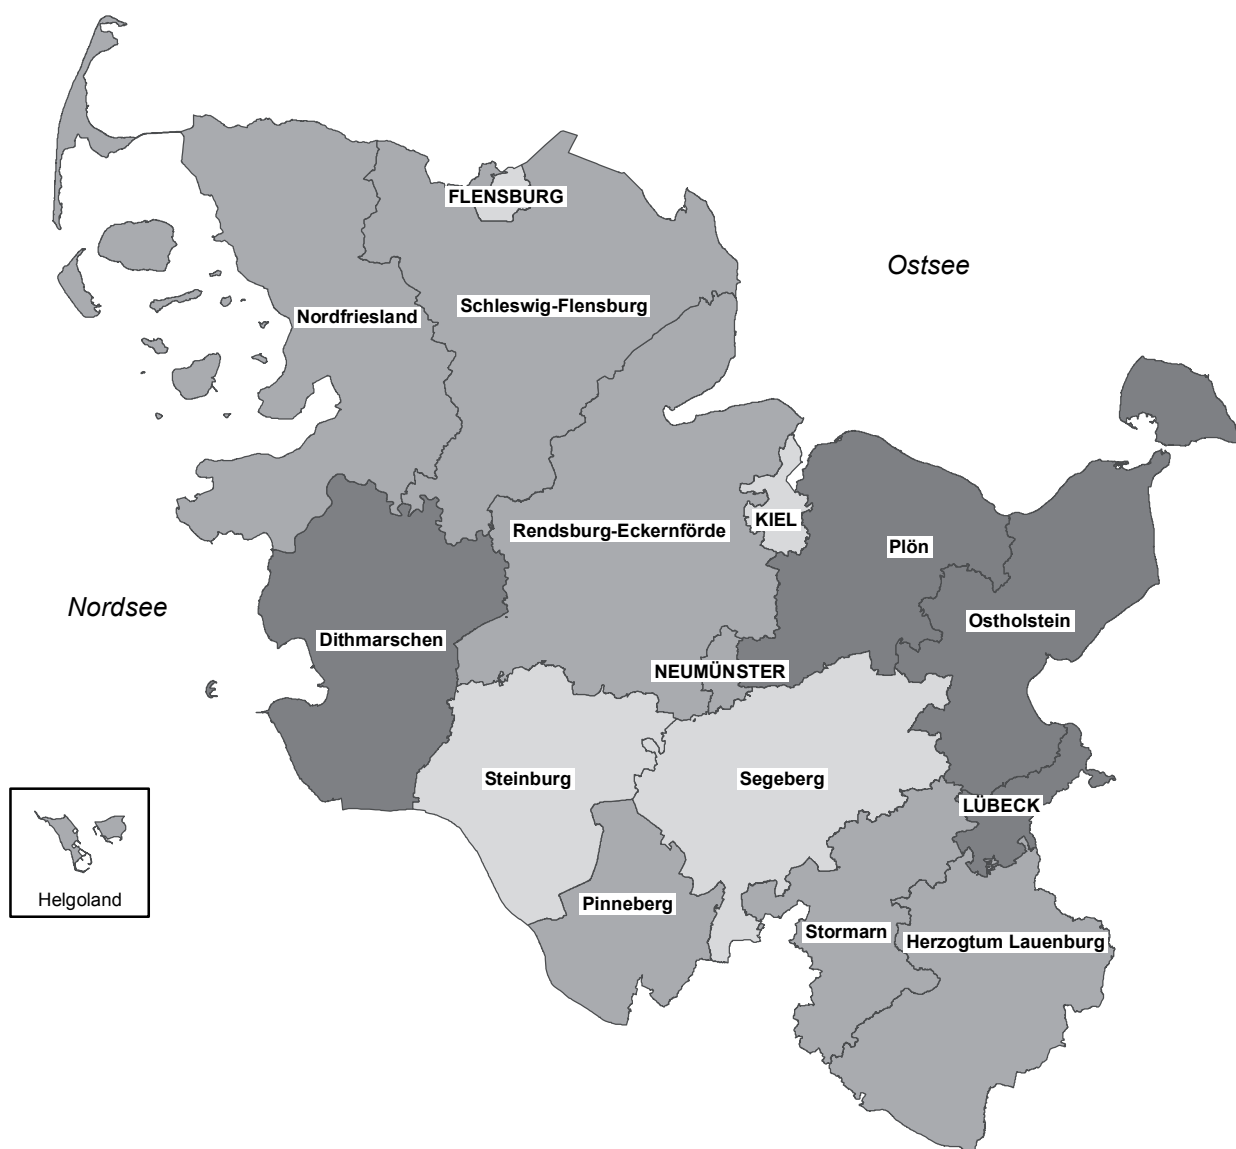 FLENSBURG
Ostsee
Schleswig-Flensburg
Nordfriesland
KIEL
Rendsburg-Eckernförde
Plön
Nordsee
Ostholstein
Dithmarschen
NEUMÜNSTER
Steinburg
Segeberg
LÜBECK
Helgoland
Pinneberg
Stormarn
Herzogtum Lauenburg